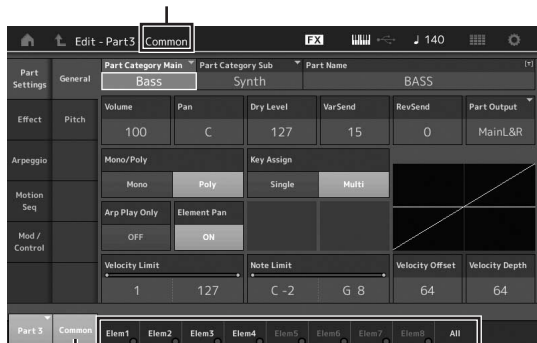 Edit - Part3 Common FX ♩ 140
Part Settings General Part Category Main Part Category Sub Part Name
Bass Synth BASS
Effect Pitch Volume Pan Dry Level VarSend RevSend Part Output
100 C 127 15 0 MainL&R
Arpeggio Mono/Poly Key Assign
Mono Poly Single Multi
Motion Seq
Arp Play Only Element Pan
Mod / Control OFF ON
Velocity Limit Note Limit Velocity Offset Velocity Depth
1 127 C -2 G 8 64 64
Part 3 Common Elem1 Elem2 Elem3 Elem4 Elem5 Elem6 Elem7 Elem8 All